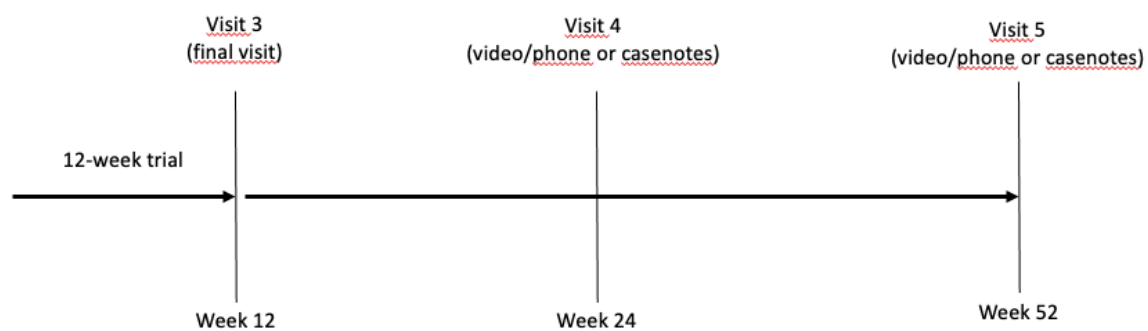 Visit 3
(final visit)
Visit 4
(video/phone or casenotes)
Visit 5
(video/phone or casenotes)
12-week trial
Week 12
Week 24
Week 52